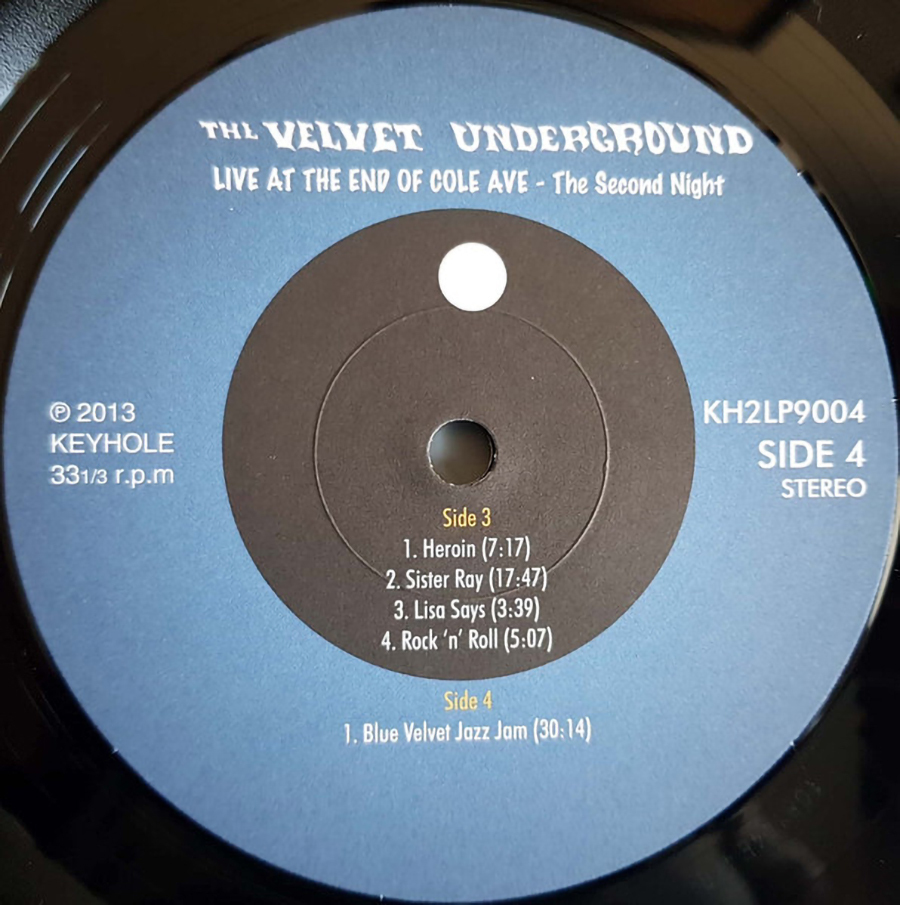 THE VELVET UNDERGROUND
LIVE AT THE END OF COLE AVE - The Second Night
℗ 2013
KEYHOLE
33 1/3 r.p.m
KH2LP9004
SIDE 4
STEREO
Side 3
1. Heroin (7:17)
2. Sister Ray (17:47)
3. Lisa Says (3:39)
4. Rock ‘n’ Roll (5:07)
Side 4
1. Blue Velvet Jazz Jam (30:14)